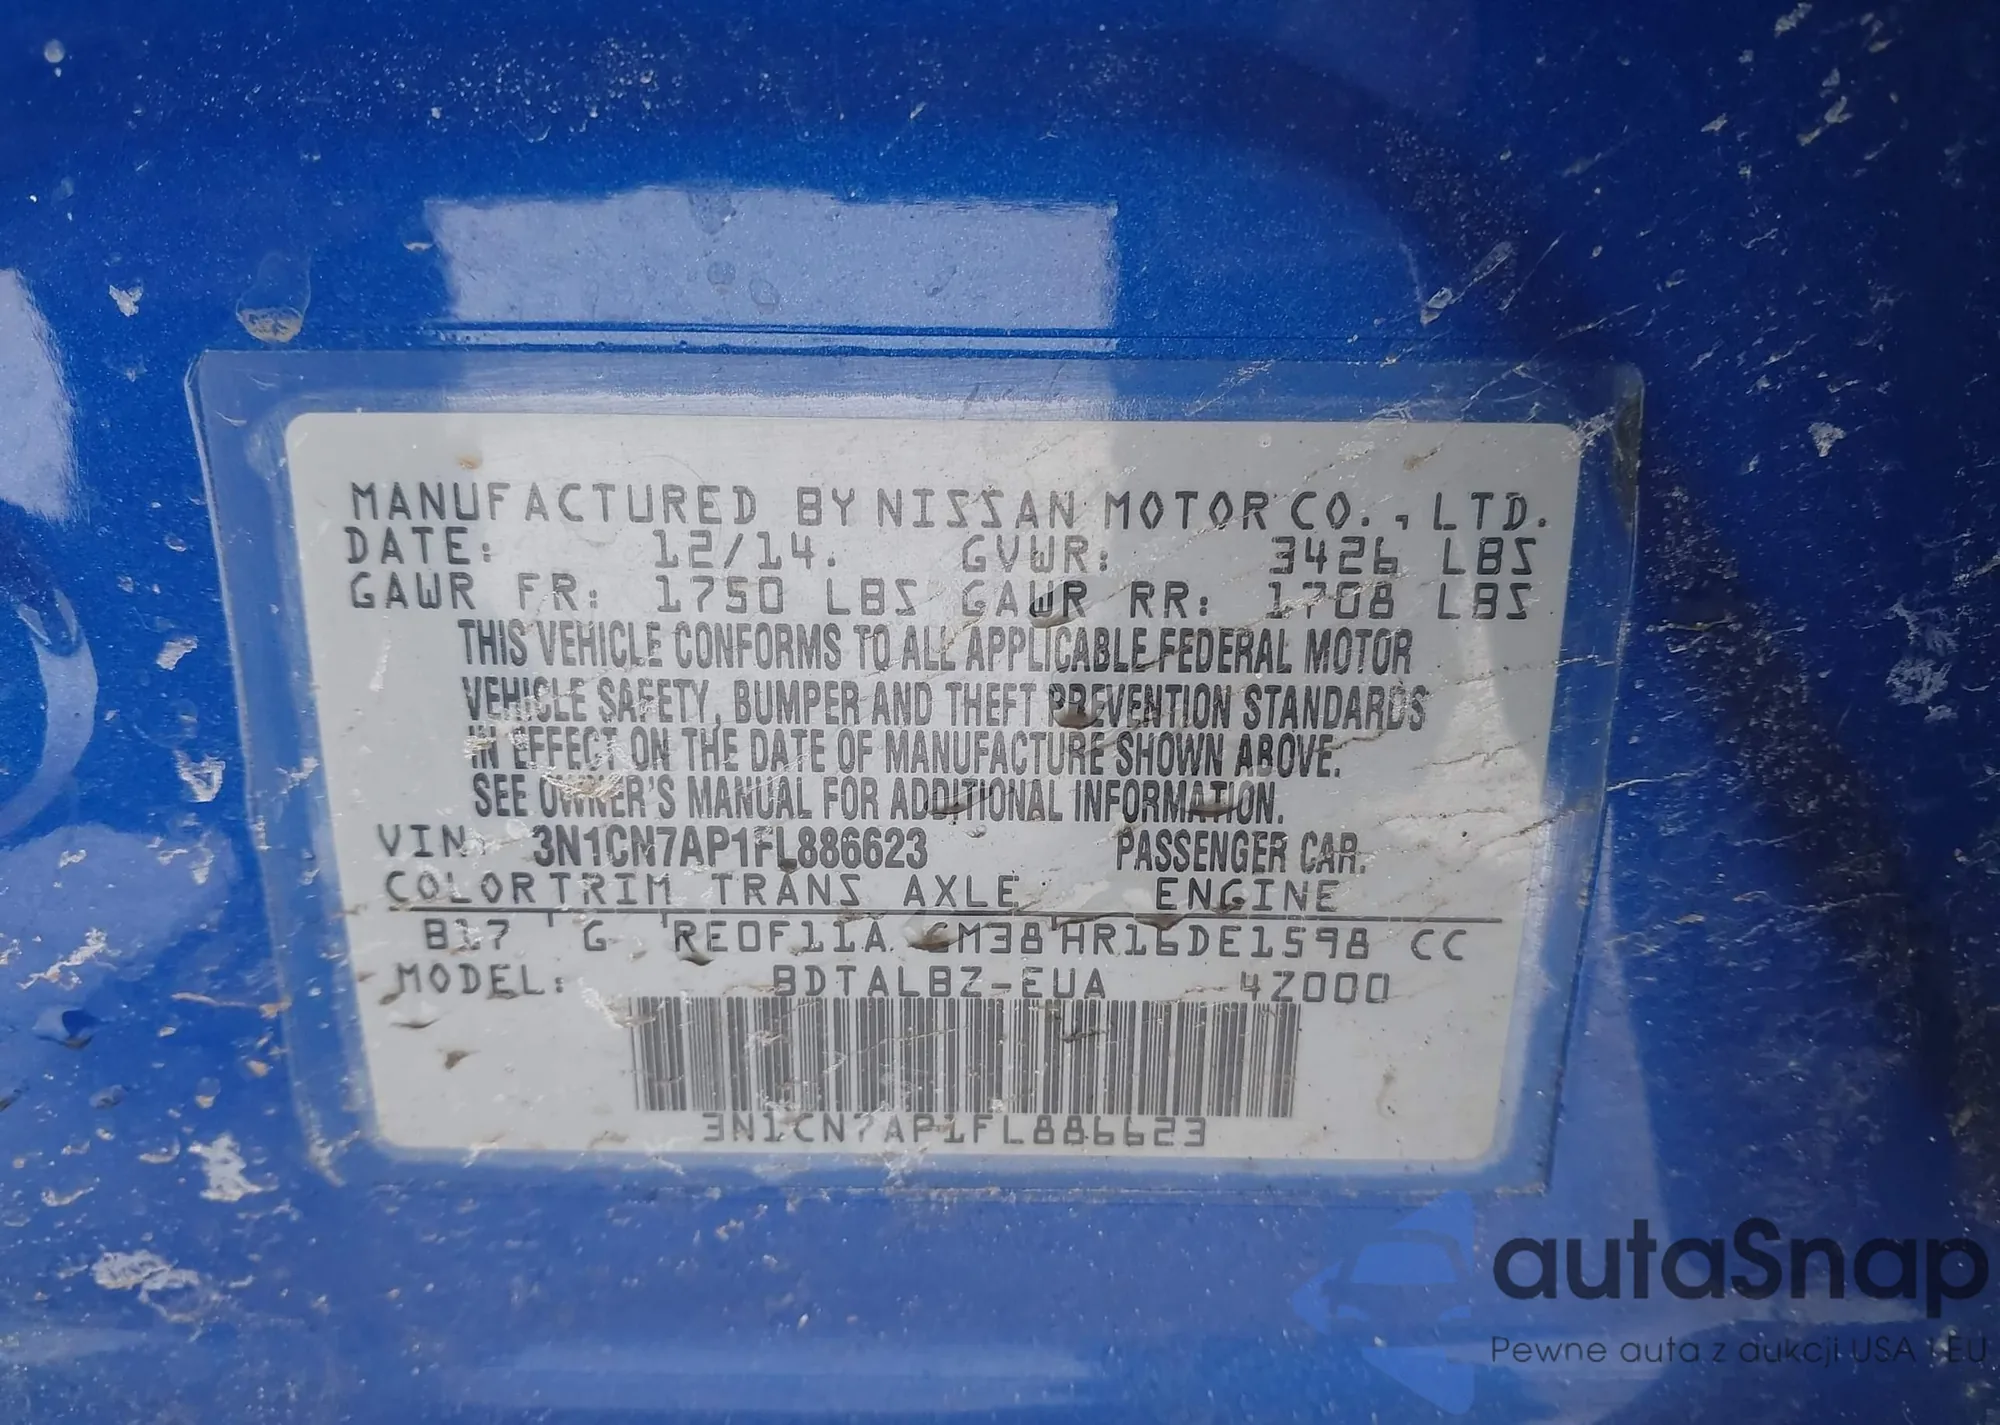 MANUFACTURED BY NISSAN MOTOR CO., LTD.
DATE: 12/14. GVWR: 3426 LBS
GAWR FR: 1750 LBS GAWR RR: 1708 LBS
THIS VEHICLE CONFORMS TO ALL APPLICABLE FEDERAL MOTOR
VEHICLE SAFETY, BUMPER AND THEFT PREVENTION STANDARDS
IN EFFECT ON THE DATE OF MANUFACTURE SHOWN ABOVE.
SEE OWNER'S MANUAL FOR ADDITIONAL INFORMATION.
VIN: 3N1CN7AP1FL886623 PASSENGER CAR.
COLOR TRIM TRANS AXLE ENGINE
B17 G RE0F11A CM38 HR16DE1598 CC
MODEL: BDTALBZ-EUA 4Z000
3N1CN7AP1FL886623
autaSnap
Pewne auta z aukcji USA i EU